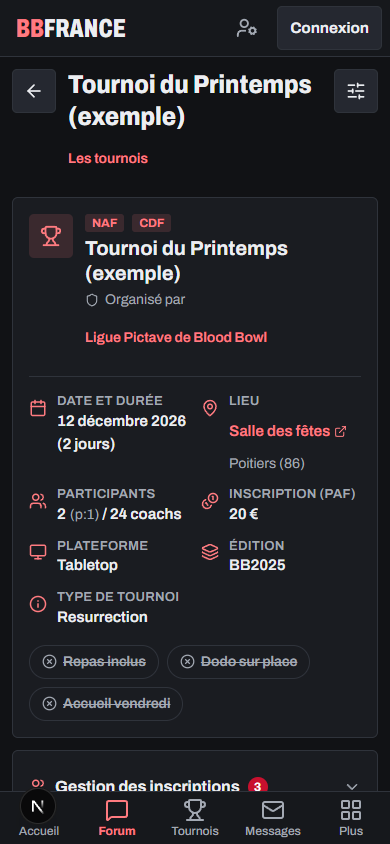 BBFRANCE
Connexion
Tournoi du Printemps
(exemple)
Les tournois
NAF CDF
Tournoi du Printemps
(exemple)
Organisé par
Ligue Pictave de Blood Bowl
DATE ET DURÉE
12 décembre 2026
(2 jours)
LIEU
Salle des fêtes
Poitiers (86)
PARTICIPANTS
2 (p:1) / 24 coachs
INSCRIPTION (PAF)
20 €
PLATEFORME
Tabletop
ÉDITION
BB2025
TYPE DE TOURNOI
Resurrection
Repas inclus
Dodo sur place
Accueil vendredi
Gestion des inscriptions 3
N
Accueil
Forum
Tournois
Messages
Plus